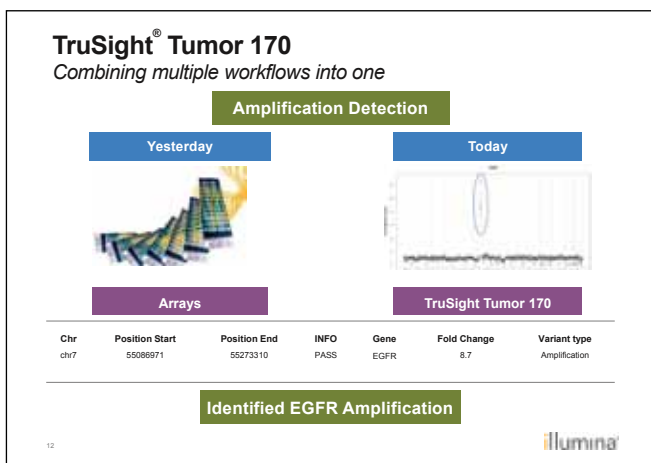 TruSight® Tumor 170
Combining multiple workflows into one
Amplification Detection
Yesterday
Today
Arrays
TruSight Tumor 170
Chr Position Start Position End INFO Gene Fold Change Variant type
chr7 55086971 55273310 PASS EGFR 8.7 Amplification
Identified EGFR Amplification
12
illumina®